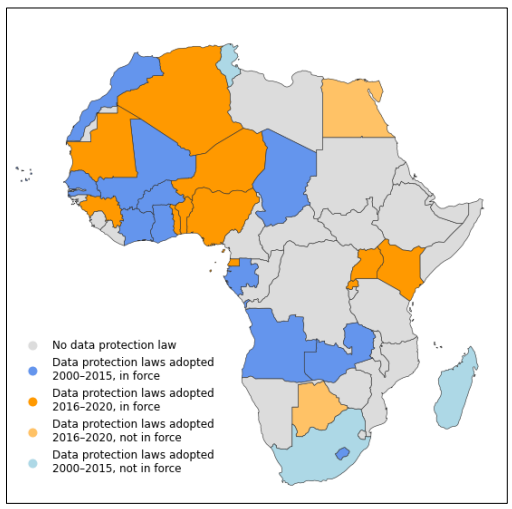 No data protection law
Data protection laws adopted
2000–2015, in force
Data protection laws adopted
2016–2020, in force
Data protection laws adopted
2016–2020, not in force
Data protection laws adopted
2000–2015, not in force